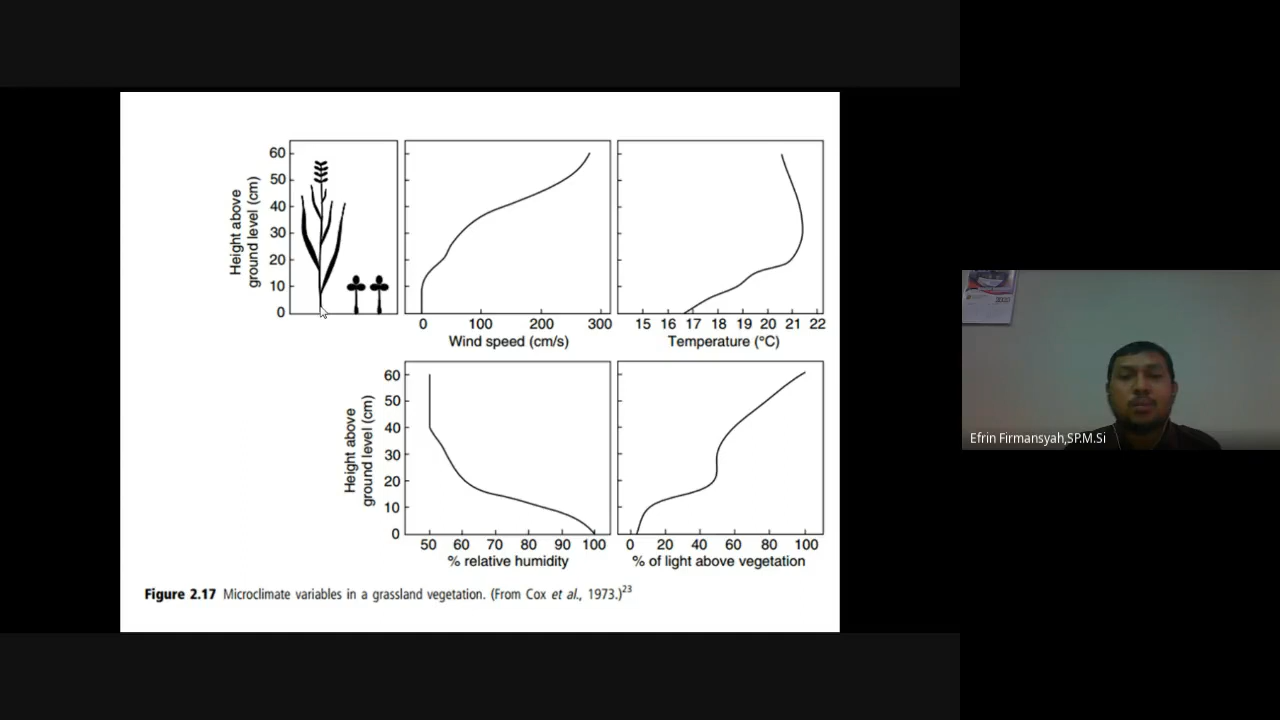 Height above
ground level (cm)
60
50
40
30
20
10
0
0 100 200 300
Wind speed (cm/s)
15 16 17 18 19 20 21 22
Temperature (°C)
Height above
ground level (cm)
60
50
40
30
20
10
0
50 60 70 80 90 100
% relative humidity
0 20 40 60 80 100
% of light above vegetation
Figure 2.17 Microclimate variables in a grassland vegetation. (From Cox et al., 1973.)23
Efrin Firmansyah,SP.M.Si